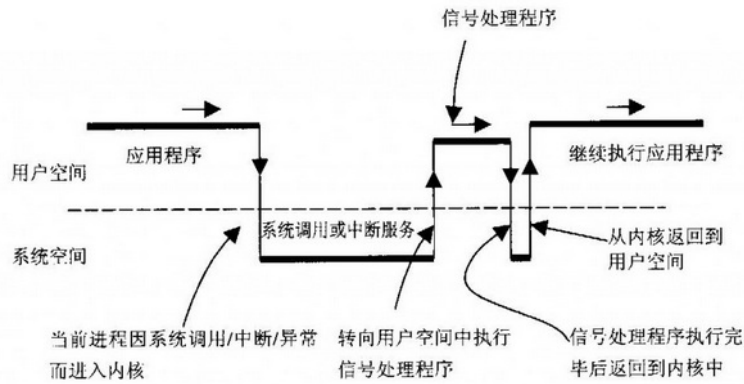 信号处理程序
应用程序
继续执行应用程序
用户空间
系统调用或中断服务
系统空间
从内核返回到
用户空间
当前进程因系统调用/中断/异常
而进入内核
转向用户空间中执行
信号处理程序
信号处理程序执行完
毕后返回到内核中